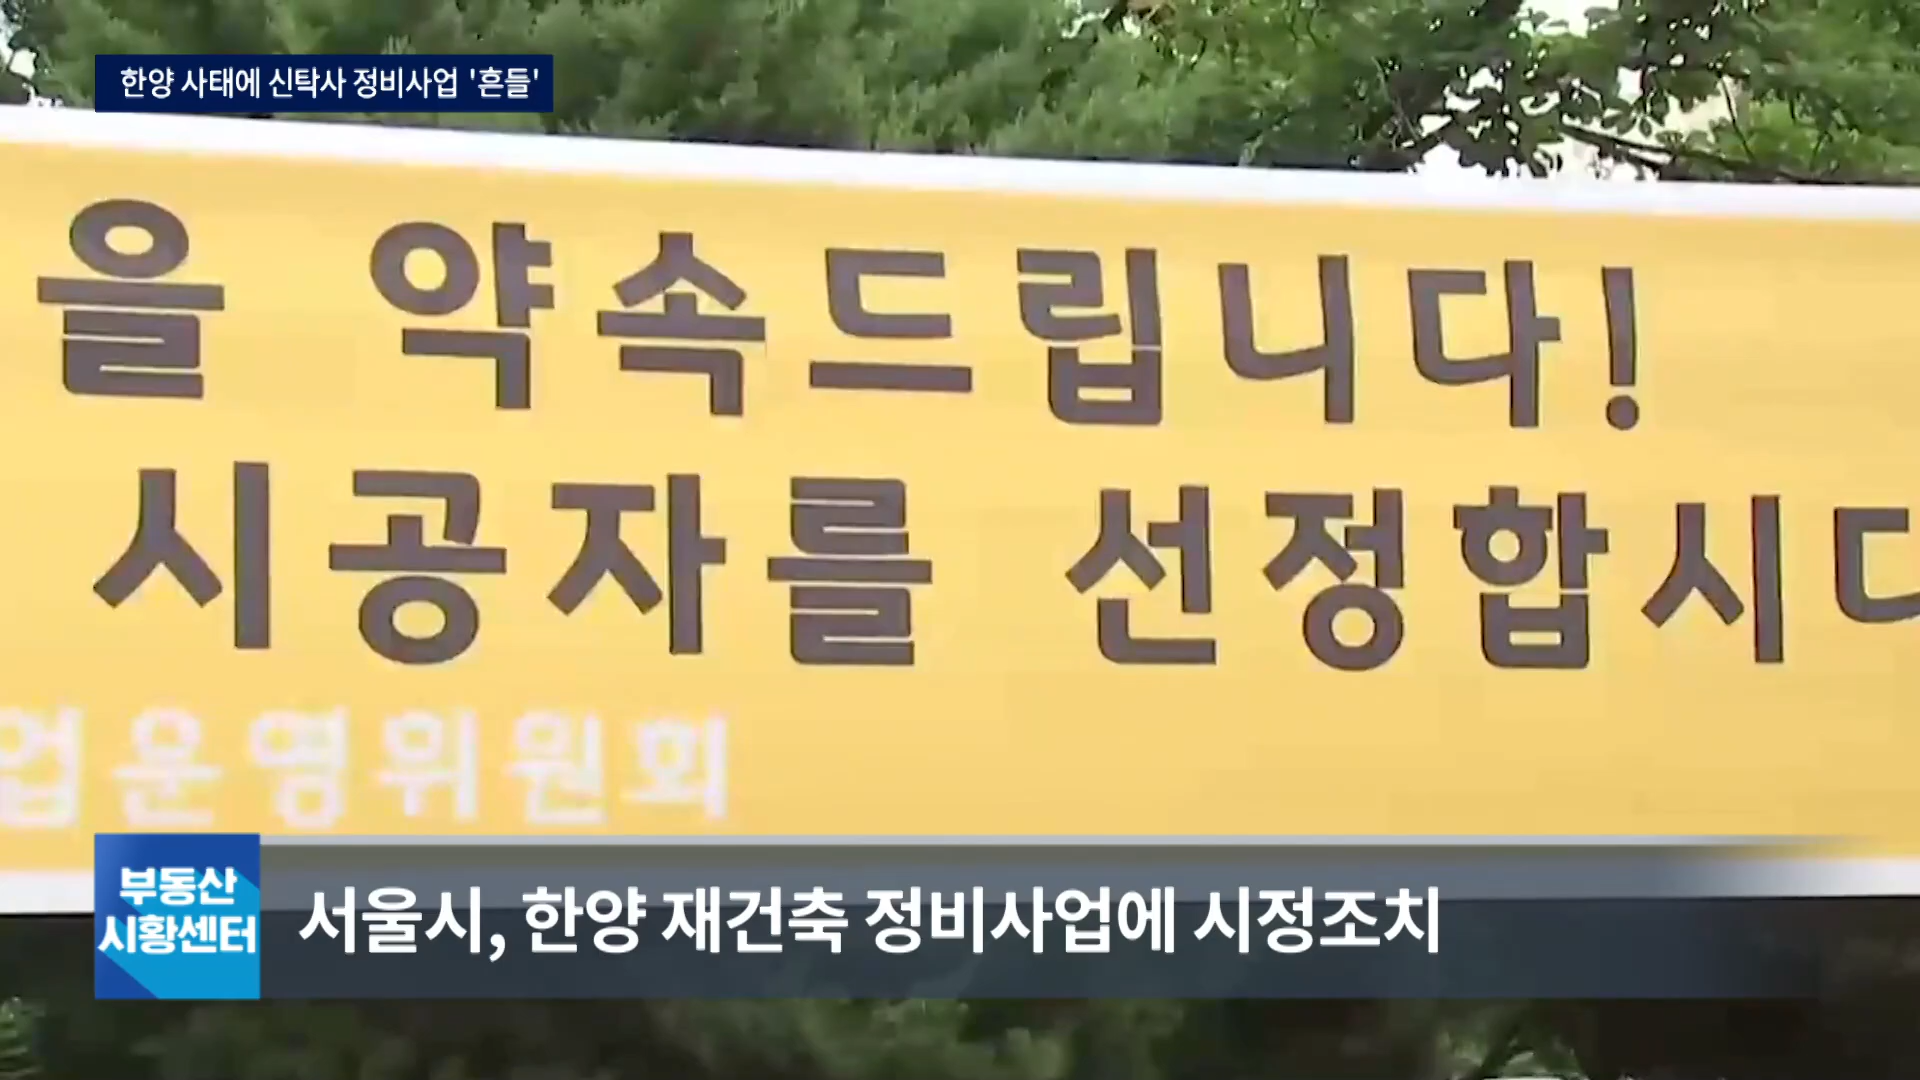 한양 사태에 신탁사 정비사업 '흔들'
을 약속드립니다!
시공자를 선정합시다
업운영위원회
부동산
시황센터
서울시, 한양 재건축 정비사업에 시정조치